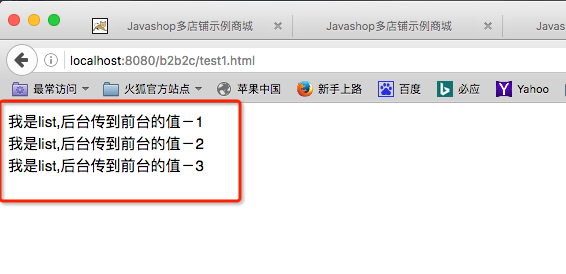 Javashop多店铺示例商城
Javashop多店铺示例商城
Javas
localhost:8080/b2b2c/test1.html
最常访问
火狐官方站点
苹果中国
新手上路
百度
必应
Yahoo
我是list,后台传到前台的值－1
我是list,后台传到前台的值－2
我是list,后台传到前台的值－3